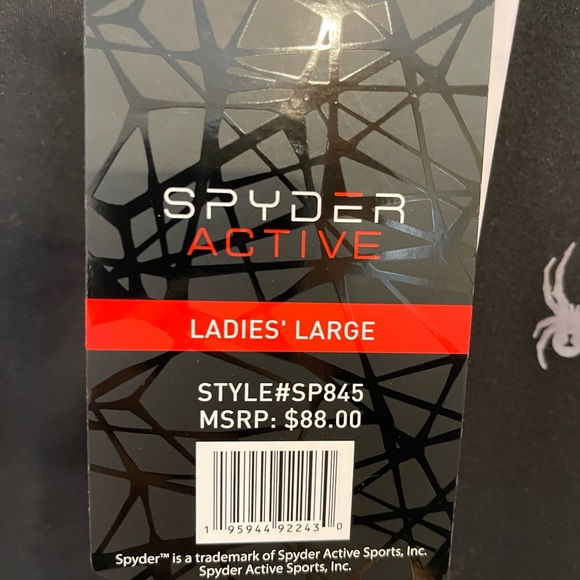 SPYDER
ACTIVE
LADIES' LARGE
STYLE#SP845
MSRP: $88.00
1 95944 92243 0
Spyder™ is a trademark of Spyder Active Sports, Inc.
Spyder Active Sports, Inc.